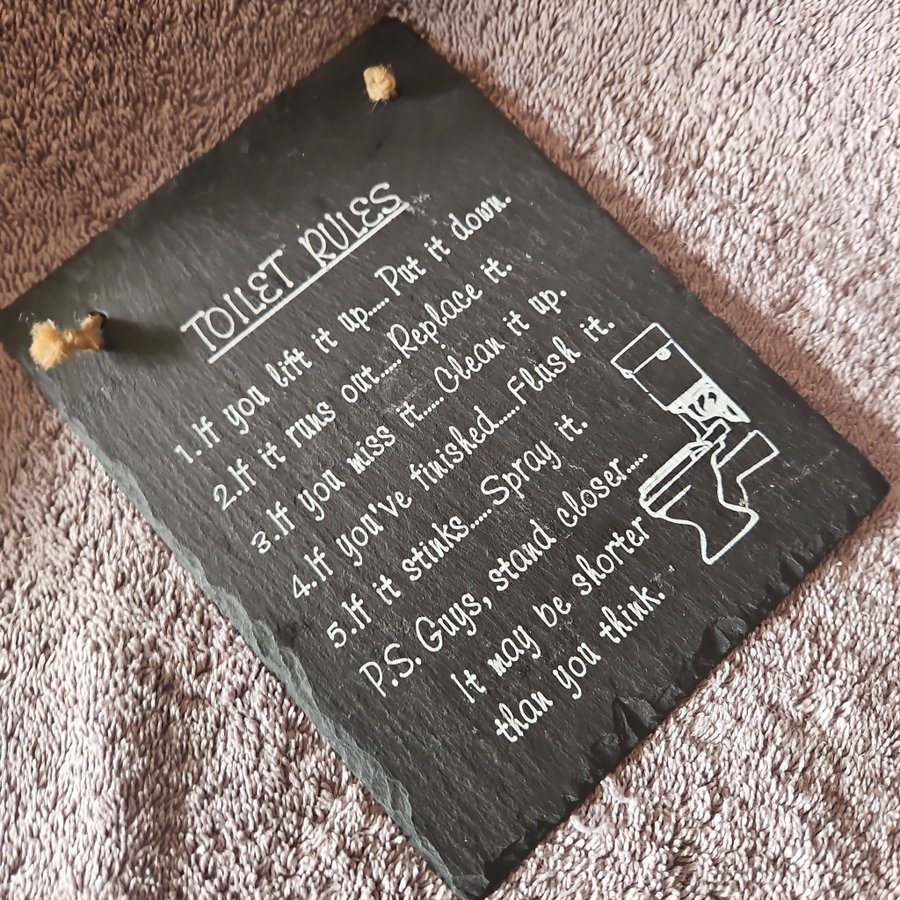 TOILET RULES
1.If you lift it up.... Put it down.
2.If it runs out.....Replace it.
3.If you miss it.....Clean it up.
4.If you've finished.....Flush it.
5.If it stinks.....Spray it.
P.S. Guys, stand closer.....
It may be shorter
than you think.